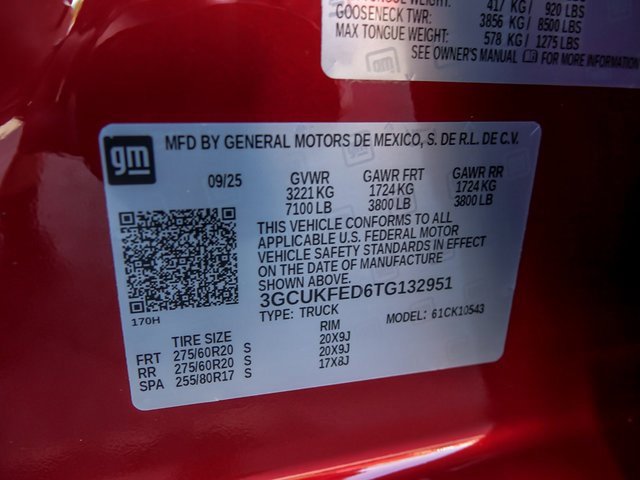 417 KG / 920 LBS
GOOSENECK TWR: 3856 KG / 8500 LBS
MAX TONGUE WEIGHT: 578 KG / 1275 LBS
SEE OWNER'S MANUAL FOR MORE INFORMATION
gm
MFD BY GENERAL MOTORS DE MEXICO, S. DE R.L. DE C.V.
09/25 GVWR GAWR FRT GAWR RR
3221 KG 1724 KG 1724 KG
7100 LB 3800 LB 3800 LB
THIS VEHICLE CONFORMS TO ALL
APPLICABLE U.S. FEDERAL MOTOR
VEHICLE SAFETY STANDARDS IN EFFECT
ON THE DATE OF MANUFACTURE
SHOWN ABOVE.
3GCUKFED6TG132951
170H TYPE: TRUCK MODEL: 61CK10543
TIRE SIZE RIM
FRT 275/60R20 S 20X9J
RR 275/60R20 S 20X9J
SPA 255/80R17 S 17X8J